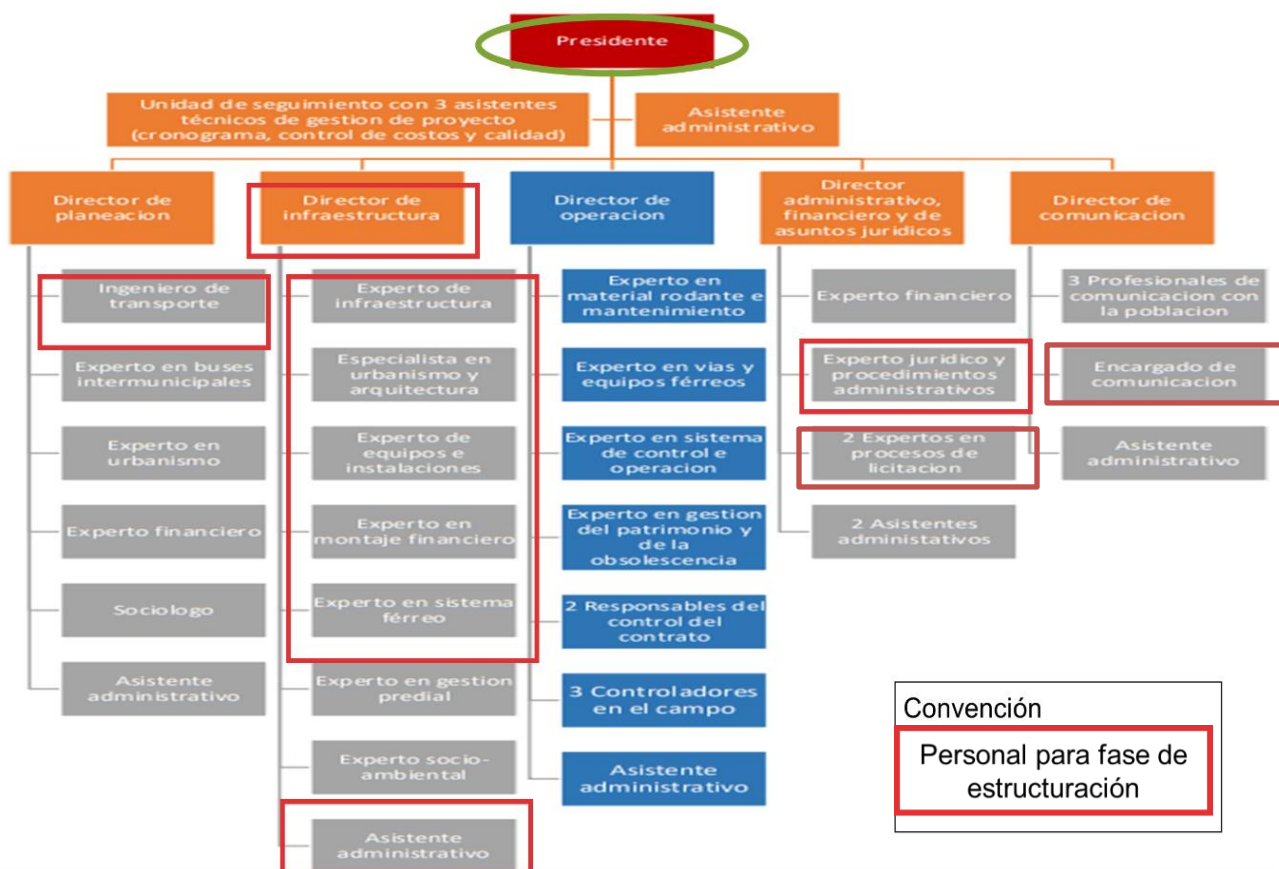 Presidente
Unidad de seguimiento con 3 asistentes
técnicos de gestion de proyecto
(cronograma, control de costos y calidad)
Asistente
administrativo
Director de
planeacion
Director de
infraestructura
Director de
operacion
Director
administrativo,
financiero y de
asuntos juridicos
Director de
comunicacion
Ingeniero de
transporte
Experto en buses
intermunicipales
Experto en
urbanismo
Experto financiero
Sociologo
Asistente
administrativo
Experto de
infraestructura
Especialista en
urbanismo y
arquitectura
Experto de
equipos e
instalaciones
Experto en
montaje financiero
Experto en sistema
férreo
Experto en gestion
predial
Experto socio-
ambiental
Asistente
administrativo
Experto en
material rodante e
mantenimiento
Experto en vias y
equipos férreos
Experto en sistema
de control e
operacion
Experto en gestion
del patrimonio y
de la
obsolescencia
2 Responsables del
control del
contrato
3 Controladores
en el campo
Asistente
administrativo
Experto financiero
Experto juridico y
procedimientos
administrativos
2 Expertos en
procesos de
licitacion
2 Asistentes
administativos
3 Profesionales de
comunicacion con
la poblacion
Encargado de
comunicacion
Asistente
administrativo
Convención
Personal para fase de
estructuración